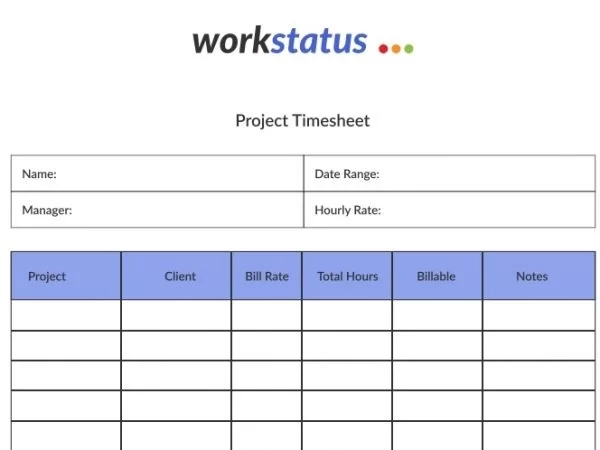 workstatus
Project Timesheet
Name: Date Range:
Manager: Hourly Rate:
Project Client Bill Rate Total Hours Billable Notes